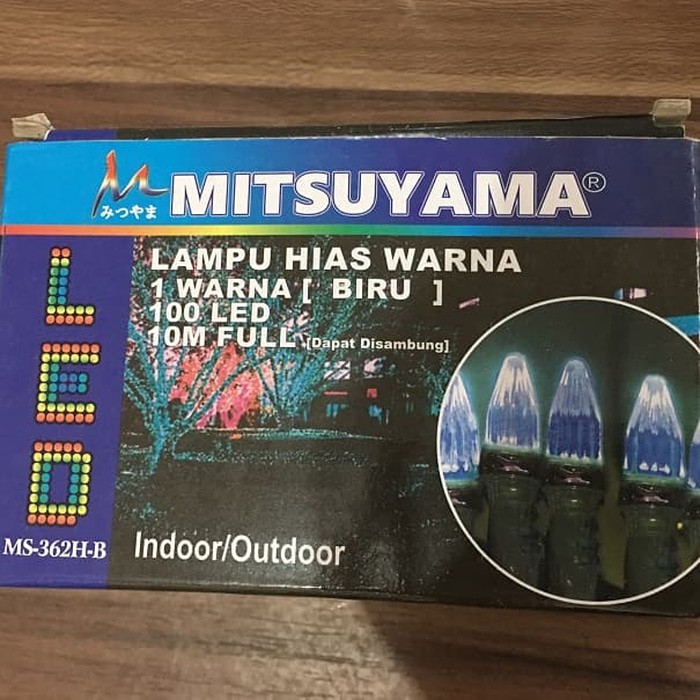 MITSUYAMA®
みつやま
LED
LAMPU HIAS WARNA
1 WARNA [ BIRU ]
100 LED
10M FULL [Dapat Disambung]
MS-362H-B
Indoor/Outdoor